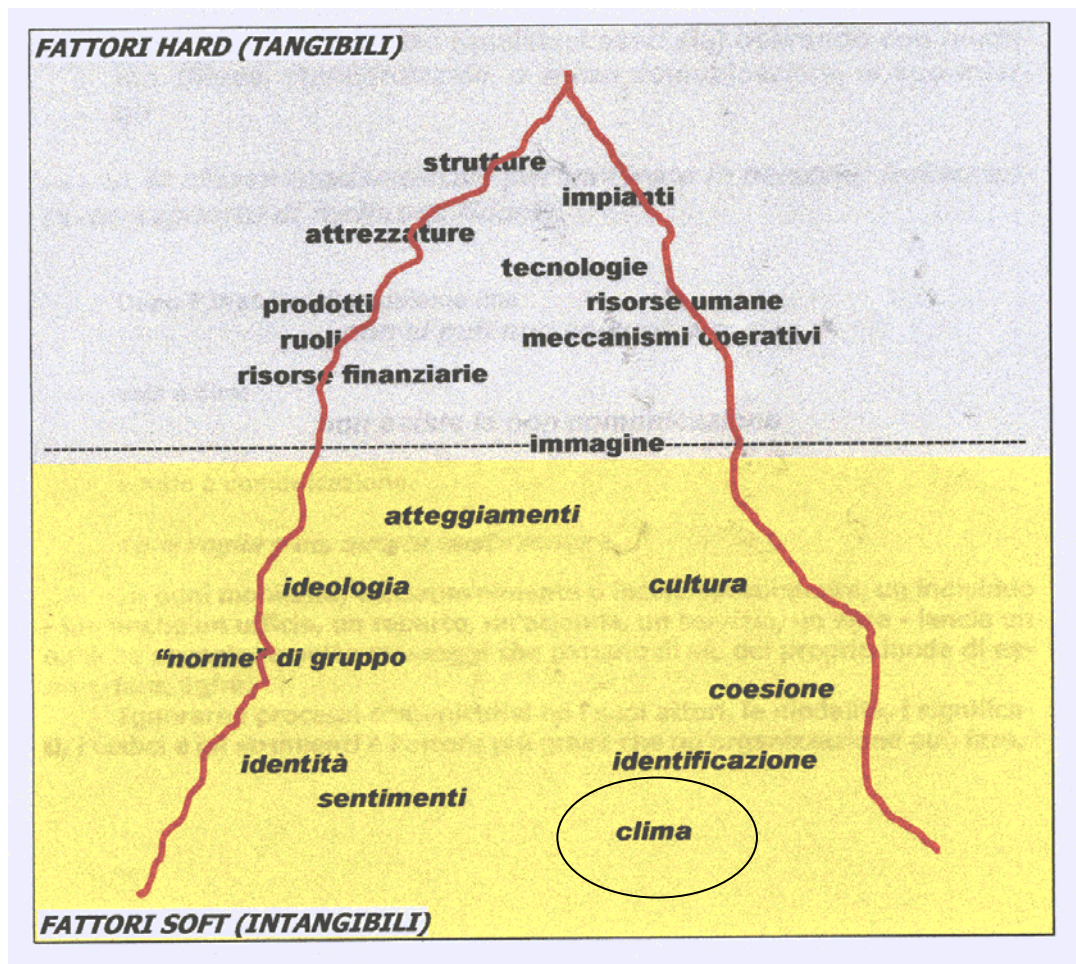 FATTORI HARD (TANGIBILI)
strutture
impianti
attrezzature
tecnologie
prodotti
risorse umane
ruoli
meccanismi operativi
risorse finanziarie
immagine
atteggiamenti
ideologia
cultura
“norme” di gruppo
coesione
identità
identificazione
sentimenti
clima
FATTORI SOFT (INTANGIBILI)